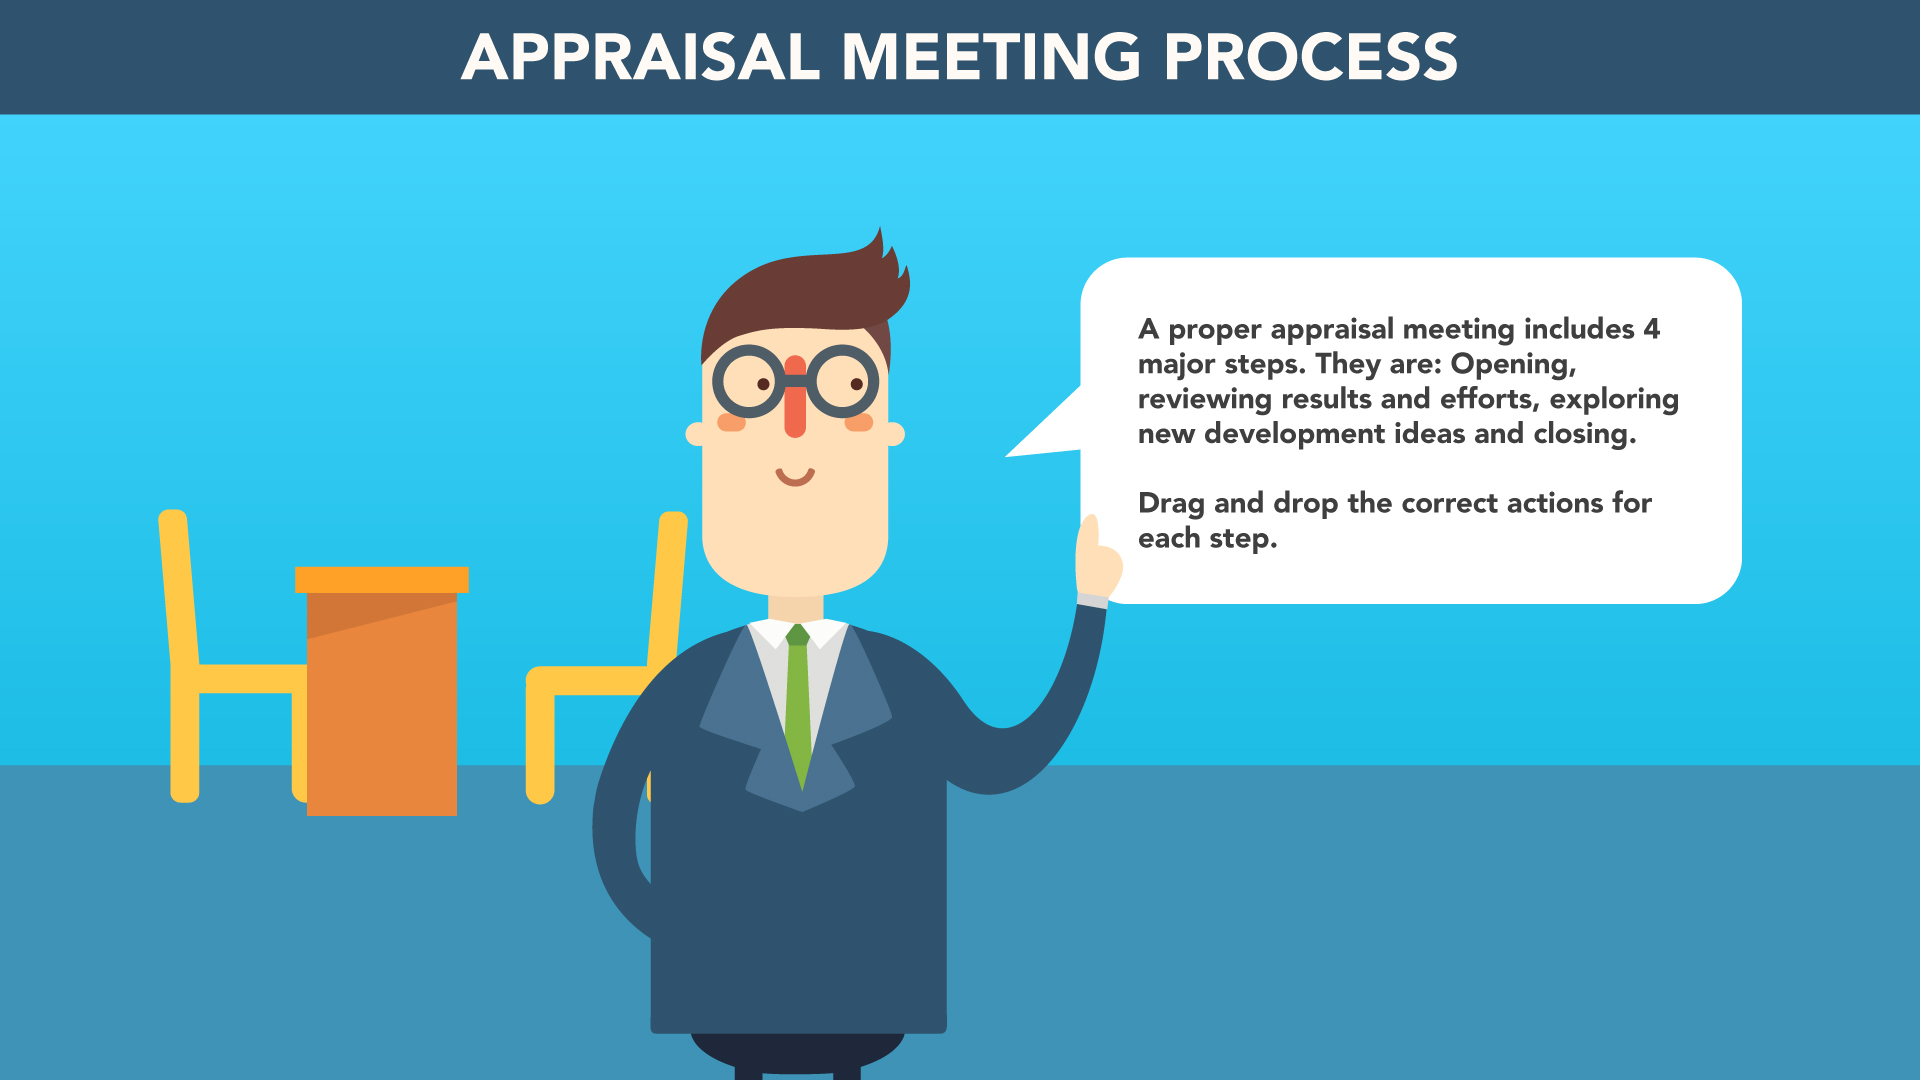 APPRAISAL MEETING PROCESS
A proper appraisal meeting includes 4
major steps. They are: Opening,
reviewing results and efforts, exploring
new development ideas and closing.
Drag and drop the correct actions for
each step.